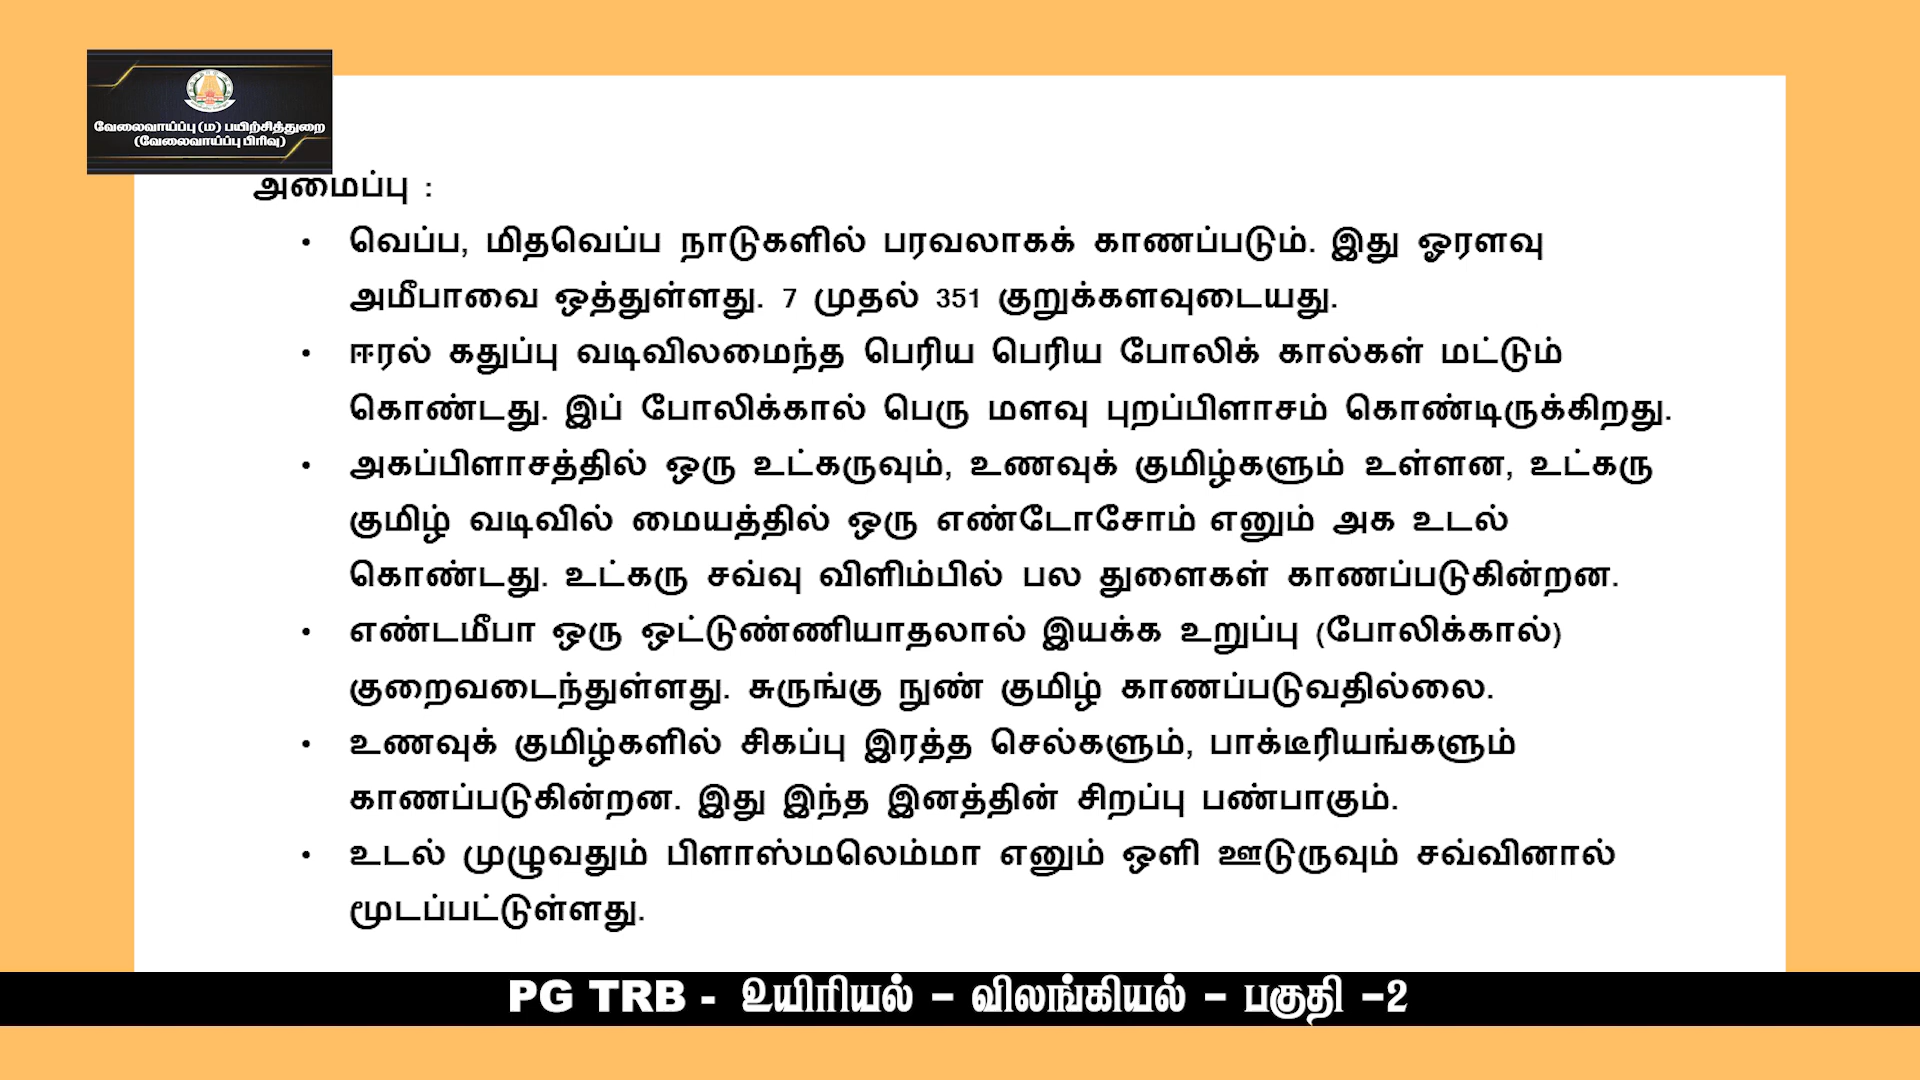 வேலைவாய்ப்பு (ம) பயிற்சித்துறை
(வேலைவாய்ப்பு பிரிவு)
அமைப்பு :
• வெப்ப, மிதவெப்ப நாடுகளில் பரவலாகக் காணப்படும். இது ஓரளவு
அமீபாவை ஒத்துள்ளது. 7 முதல் 351 குறுக்களவுடையது.
• ஈரல் கதுப்பு வடிவிலமைந்த பெரிய பெரிய போலிக் கால்கள் மட்டும்
கொண்டது. இப் போலிக்கால் பெரு மளவு புறப்பிளாசம் கொண்டிருக்கிறது.
• அகப்பிளாசத்தில் ஒரு உட்கருவும், உணவுக் குமிழ்களும் உள்ளன, உட்கரு
குமிழ் வடிவில் மையத்தில் ஒரு எண்டோசோம் எனும் அக உடல்
கொண்டது. உட்கரு சவ்வு விளிம்பில் பல துளைகள் காணப்படுகின்றன.
• எண்டமீபா ஒரு ஒட்டுண்ணியாதலால் இயக்க உறுப்பு (போலிக்கால்)
குறைவடைந்துள்ளது. சுருங்கு நுண் குமிழ் காணப்படுவதில்லை.
• உணவுக் குமிழ்களில் சிகப்பு இரத்த செல்களும், பாக்டீரியங்களும்
காணப்படுகின்றன. இது இந்த இனத்தின் சிறப்பு பண்பாகும்.
• உடல் முழுவதும் பிளாஸ்மலெம்மா எனும் ஒளி ஊடுருவும் சவ்வினால்
மூடப்பட்டுள்ளது.
PG TRB - உயிரியல் – விலங்கியல் – பகுதி –2